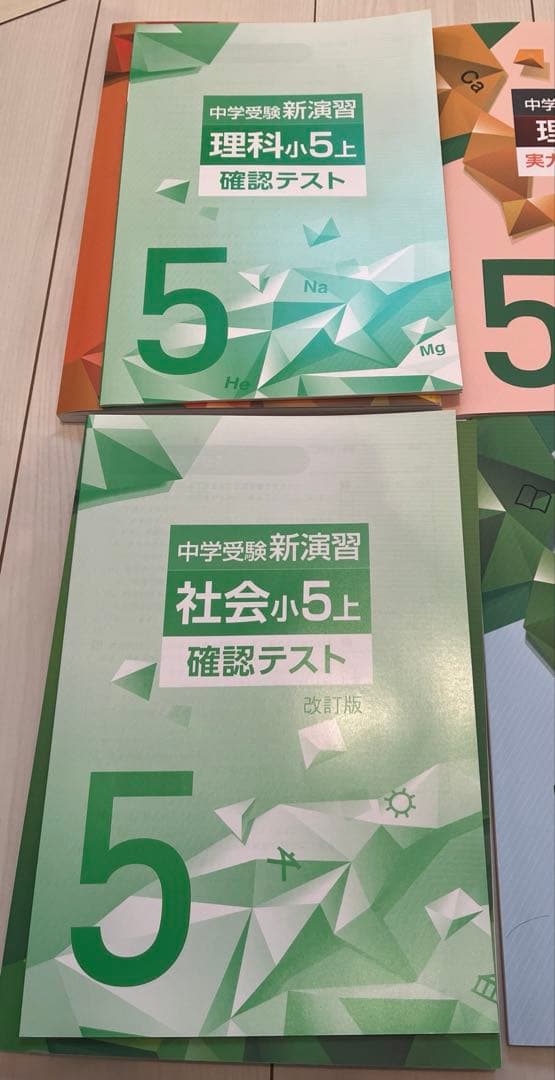 中学受験新演習
理科小5上
確認テスト
5
Na
Mg
He
Ca
中学
理
実
5
中学受験新演習
社会小5上
確認テスト
改訂版
5
文